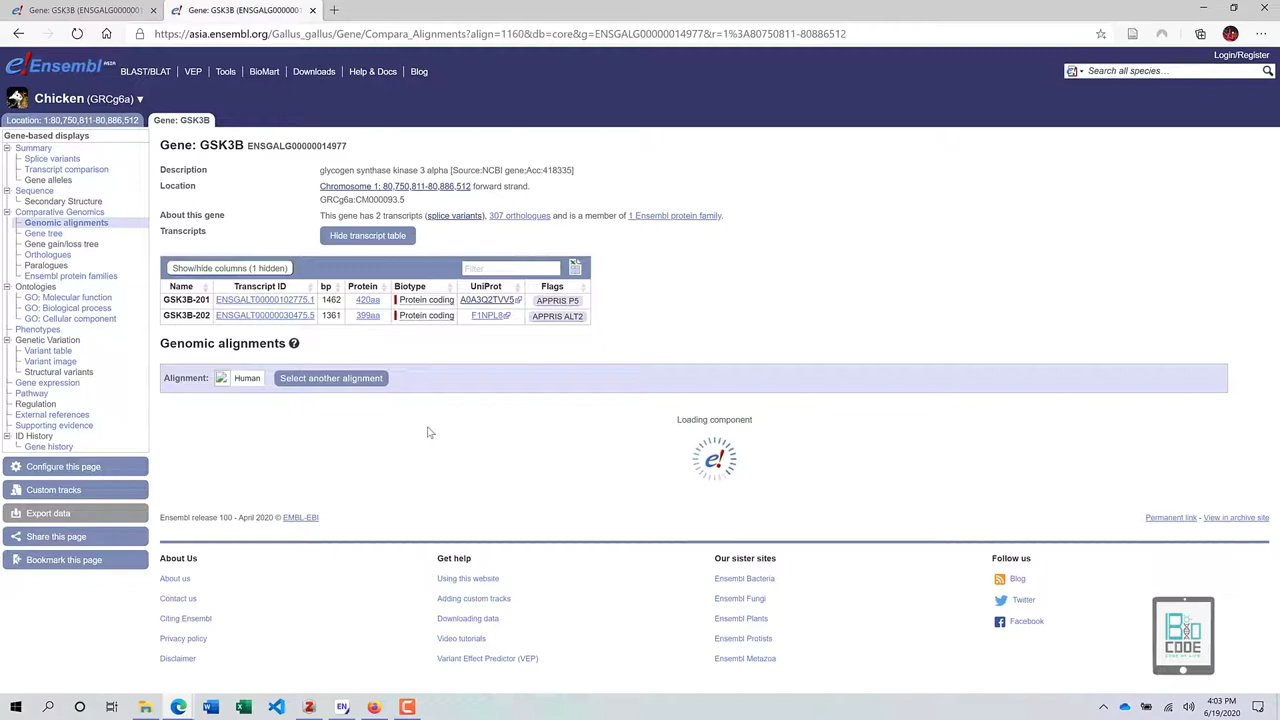 Gene: GSK3B (ENSGALG00000001
Gene: GSK3B (ENSGALG00000001
https://asia.ensembl.org/Gallus_gallus/Gene/Compara_Alignments?align=1160&db=core&g=ENSGALG00000014977&r=1%3A80750811-80886512
Login/Register
e!Ensembl ASIA
BLAST/BLAT VEP Tools BioMart Downloads Help & Docs Blog
Search all species…
Chicken (GRCg6a) ▼
Location: 1:80,750,811-80,886,512
Gene: GSK3B
Gene-based displays
Summary
Splice variants
Transcript comparison
Gene alleles
Sequence
Secondary Structure
Comparative Genomics
Genomic alignments
Gene tree
Gene gain/loss tree
Orthologues
Paralogues
Ensembl protein families
Ontologies
GO: Molecular function
GO: Biological process
GO: Cellular component
Phenotypes
Genetic Variation
Variant table
Variant image
Structural variants
Gene expression
Pathway
Regulation
External references
Supporting evidence
ID History
Gene history
Configure this page
Custom tracks
Export data
Share this page
Bookmark this page
Gene: GSK3B ENSGALG00000014977
Description glycogen synthase kinase 3 alpha [Source:NCBI gene;Acc:418335]
Location Chromosome 1: 80,750,811-80,886,512 forward strand.
GRCg6a:CM000093.5
About this gene This gene has 2 transcripts (splice variants), 307 orthologues and is a member of 1 Ensembl protein family.
Transcripts Hide transcript table
Show/hide columns (1 hidden) Filter
Name Transcript ID bp Protein Biotype UniProt Flags
GSK3B-201 ENSGALT00000102775.1 1462 420aa Protein coding A0A3Q2TVV5 APPRIS P5
GSK3B-202 ENSGALT00000030475.5 1361 399aa Protein coding F1NPL8 APPRIS ALT2
Genomic alignments
Alignment: Human Select another alignment
Loading component
e!
Ensembl release 100 - April 2020 © EMBL-EBI
Permanent link - View in archive site
About Us
About us
Contact us
Citing Ensembl
Privacy policy
Disclaimer
Get help
Using this website
Adding custom tracks
Downloading data
Video tutorials
Variant Effect Predictor (VEP)
Our sister sites
Ensembl Bacteria
Ensembl Fungi
Ensembl Plants
Ensembl Protists
Ensembl Metazoa
Follow us
Blog
Twitter
Facebook
CODE
4:03 PM
6/19/2020